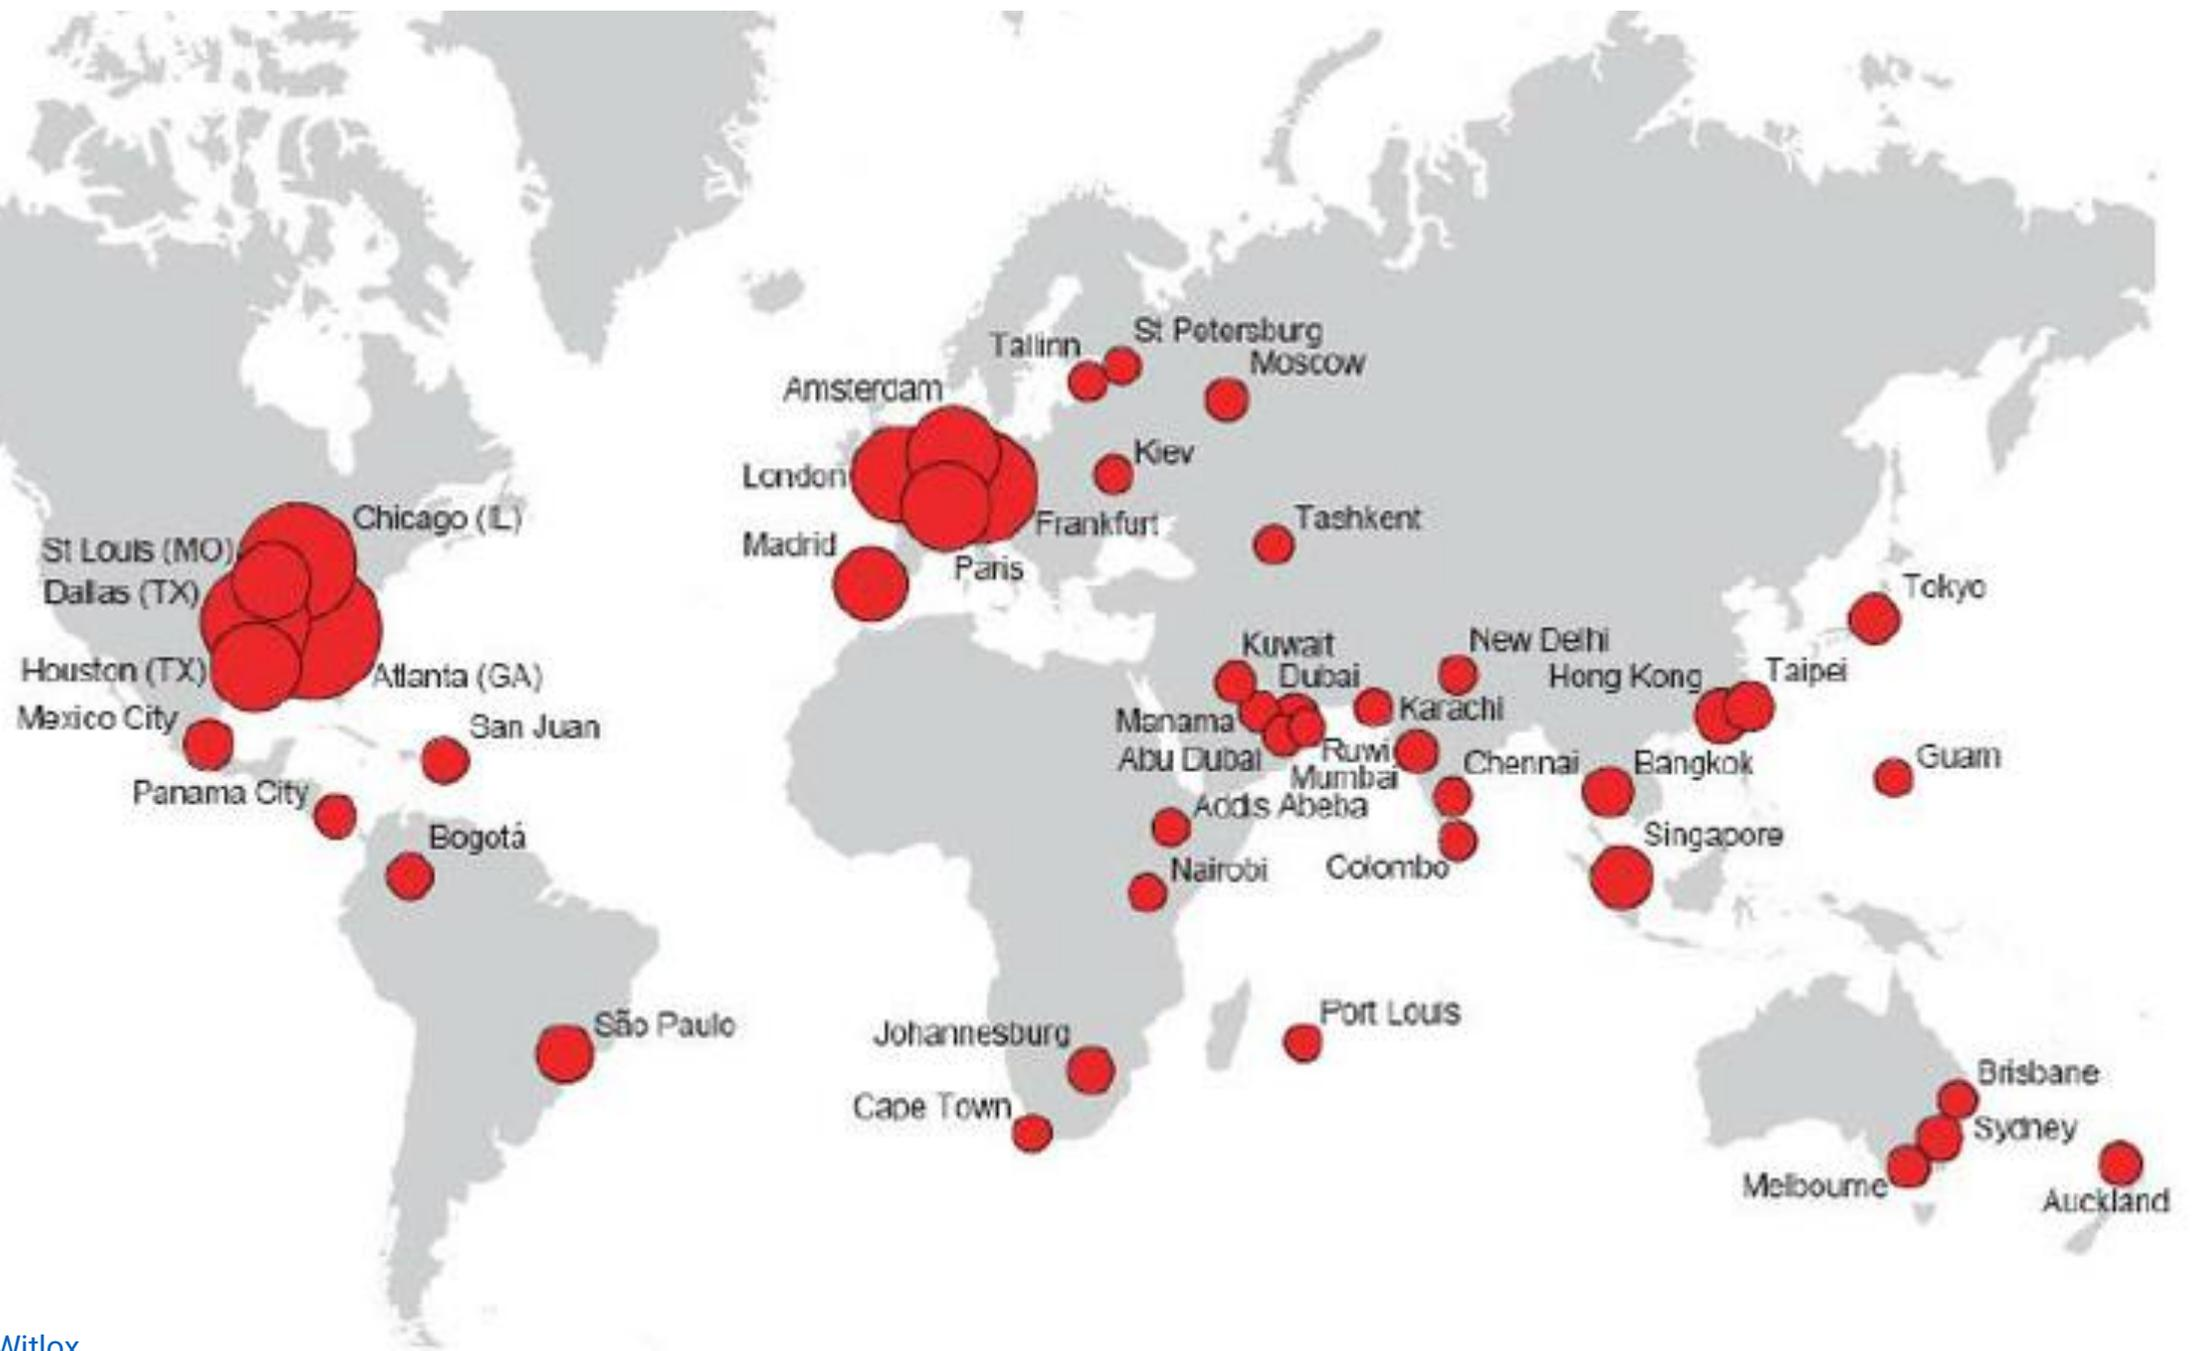 St Petersburg
Tallinn
Moscow
Amsterdam
Kiev
London
Chicago (IL)
Frankfurt
Tashkent
St Louis (MO)
Madrid
Paris
Dallas (TX)
Tokyo
Kuwait
New Delhi
Houston (TX)
Atlanta (GA)
Dubai
Hong Kong
Taipei
Mexico City
San Juan
Manama
Karachi
Abu Dubai
Ruwi
Guam
Panama City
Mumbai
Chennai
Bangkok
Addis Abeba
Bogotá
Singapore
Nairobi
Colombo
São Paulo
Johannesburg
Port Louis
Cape Town
Brisbane
Sydney
Melbourne
Auckland
Witlox